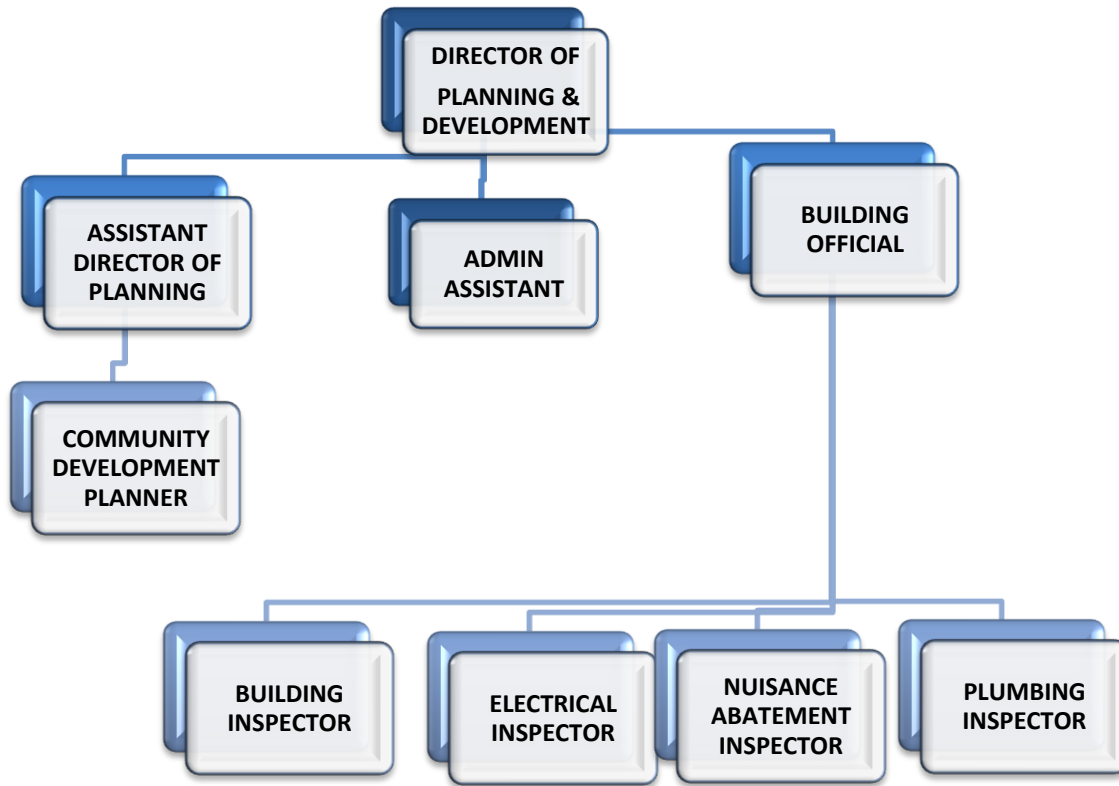 DIRECTOR OF
PLANNING &
DEVELOPMENT
ASSISTANT
DIRECTOR OF
PLANNING
ADMIN
ASSISTANT
BUILDING
OFFICIAL
COMMUNITY
DEVELOPMENT
PLANNER
BUILDING
INSPECTOR
ELECTRICAL
INSPECTOR
NUISANCE
ABATEMENT
INSPECTOR
PLUMBING
INSPECTOR